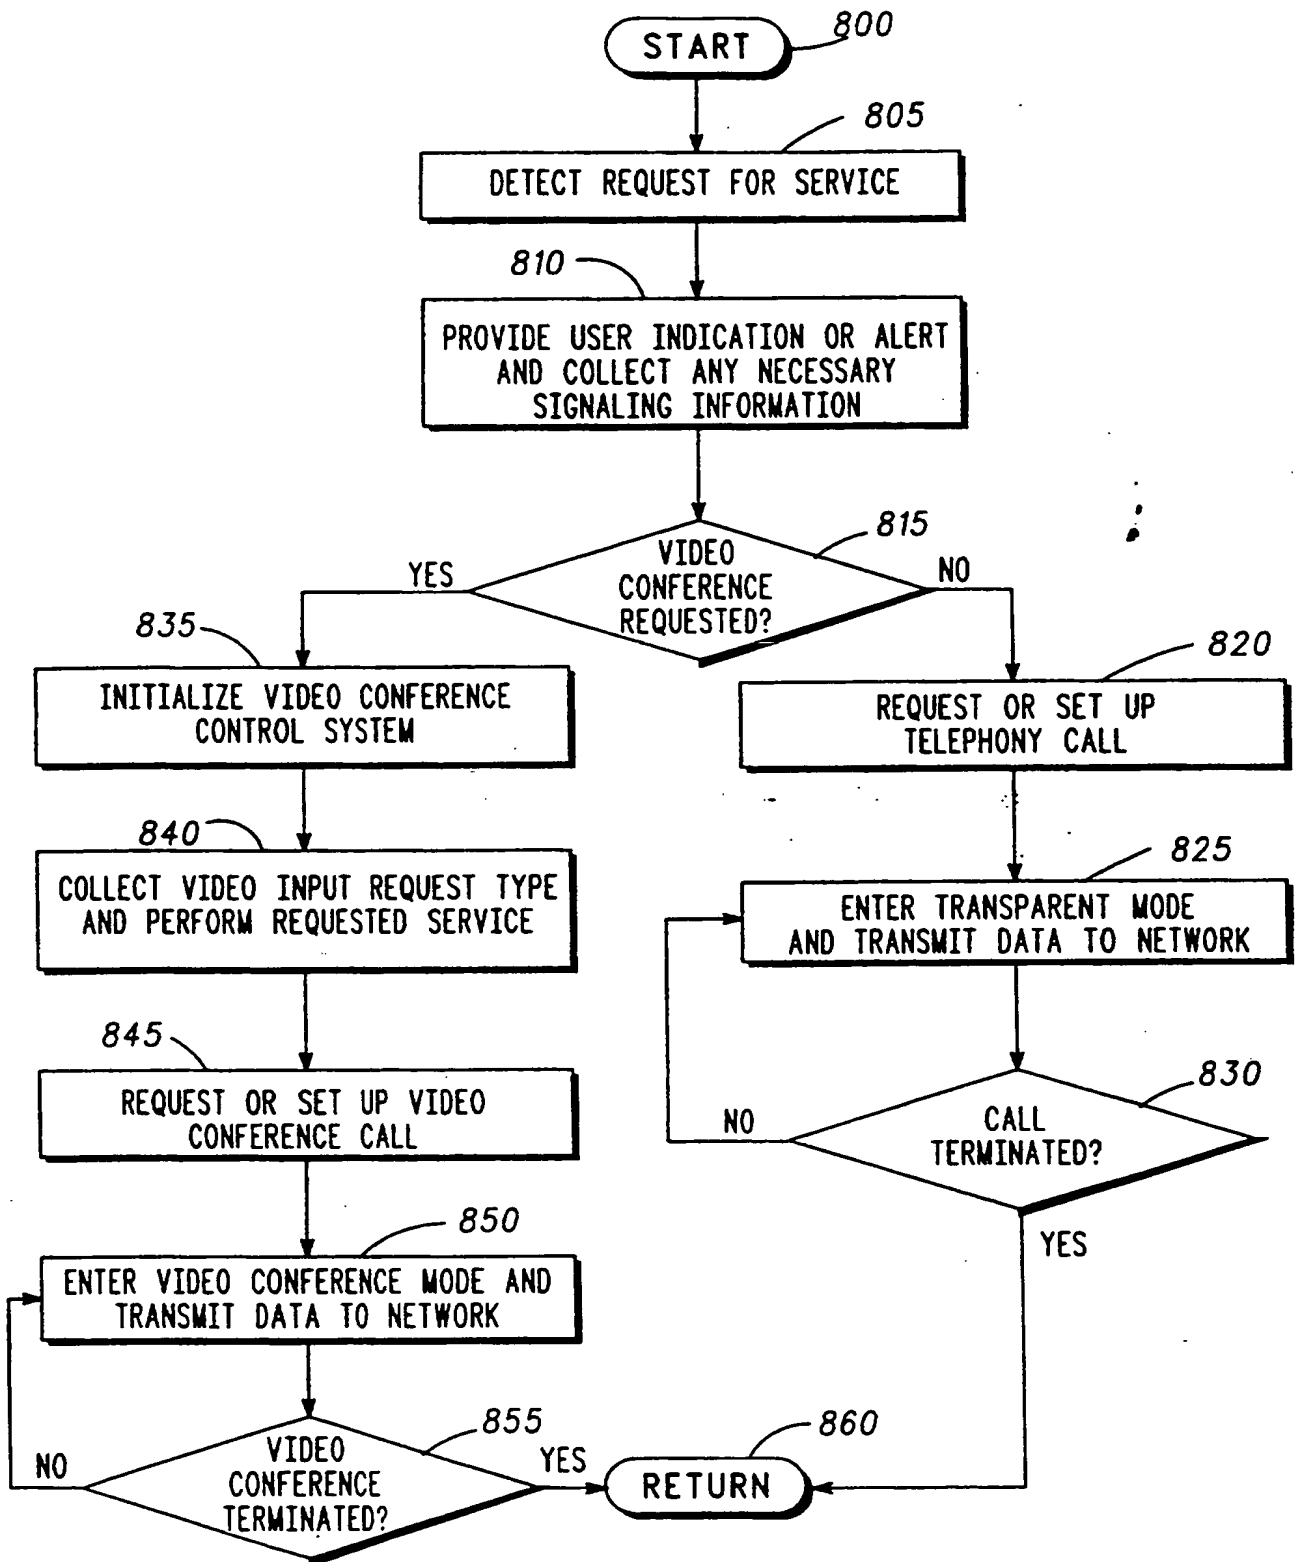 START
800
805
DETECT REQUEST FOR SERVICE
810
PROVIDE USER INDICATION OR ALERT
AND COLLECT ANY NECESSARY
SIGNALING INFORMATION
815
VIDEO
CONFERENCE
REQUESTED?
YES
NO
835
INITIALIZE VIDEO CONFERENCE
CONTROL SYSTEM
820
REQUEST OR SET UP
TELEPHONY CALL
840
COLLECT VIDEO INPUT REQUEST TYPE
AND PERFORM REQUESTED SERVICE
825
ENTER TRANSPARENT MODE
AND TRANSMIT DATA TO NETWORK
845
REQUEST OR SET UP VIDEO
CONFERENCE CALL
830
CALL
TERMINATED?
NO
YES
850
ENTER VIDEO CONFERENCE MODE AND
TRANSMIT DATA TO NETWORK
855
VIDEO
CONFERENCE
TERMINATED?
NO
YES
860
RETURN